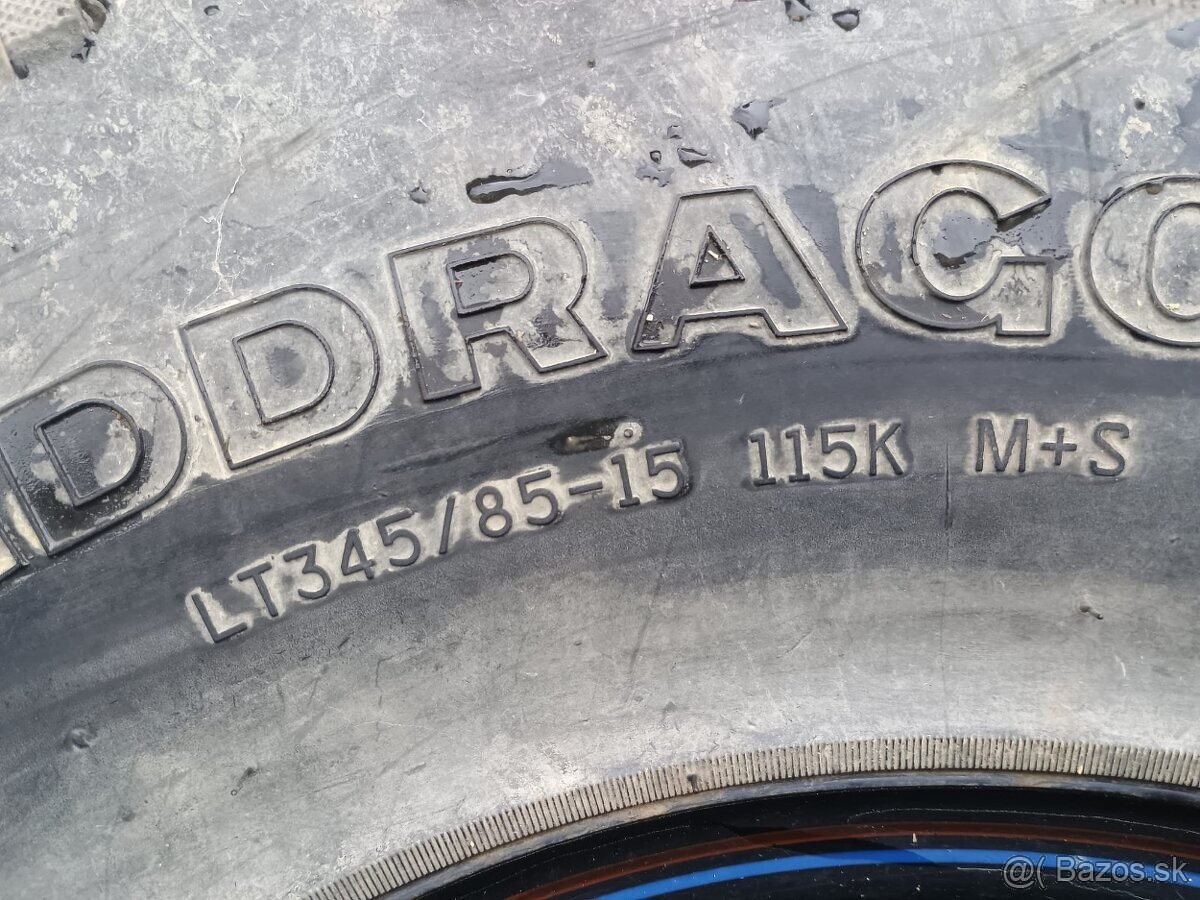 DDRAGO
LT345/85-15 115K M+S
@( Bazos.sk